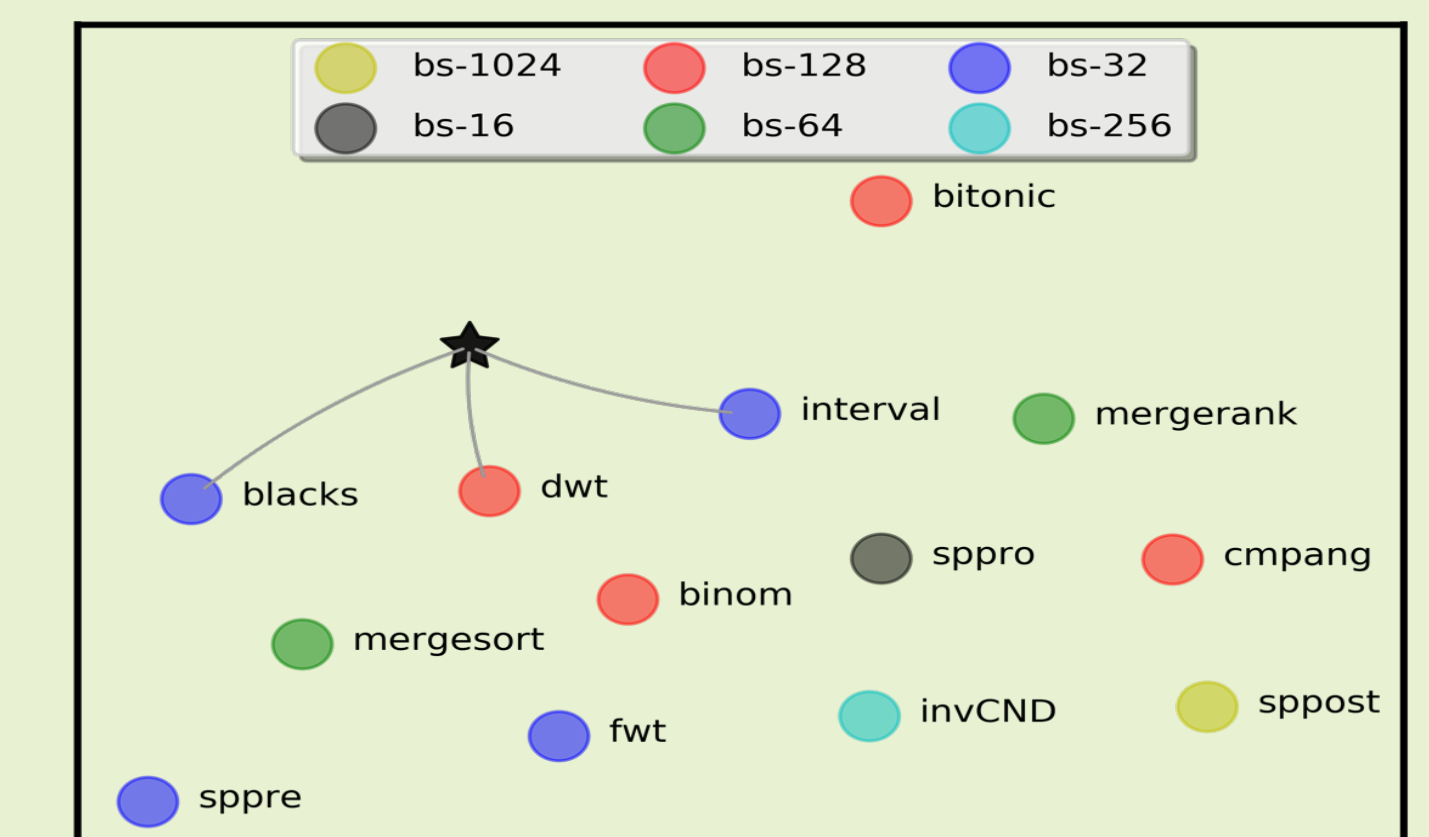 bs-1024 bs-128 bs-32
bs-16 bs-64 bs-256
bitonic
interval
mergerank
blacks
dwt
sppro
cmpang
binom
mergesort
invCND
sppost
fwt
sppre